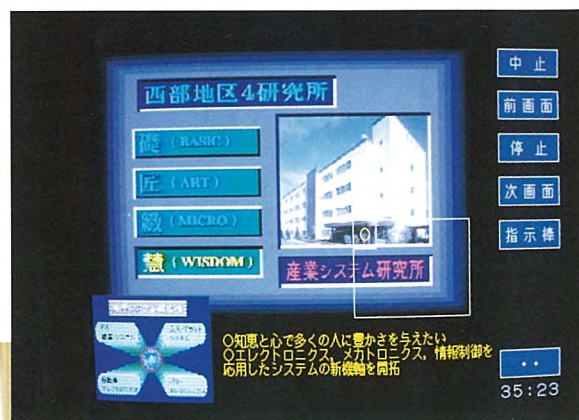 西部地区4研究所
礎（BASIC）
匠（ART）
緻（MICRO）
慧（WISDOM）
産業システム研究所
○知恵と心で多くの人に豊かさを与えたい
○エレクトロニクス，メカトロニクス，情報制御を
応用したシステムの新機軸を開拓
中止
前画面
停止
次画面
指示棒
35:23